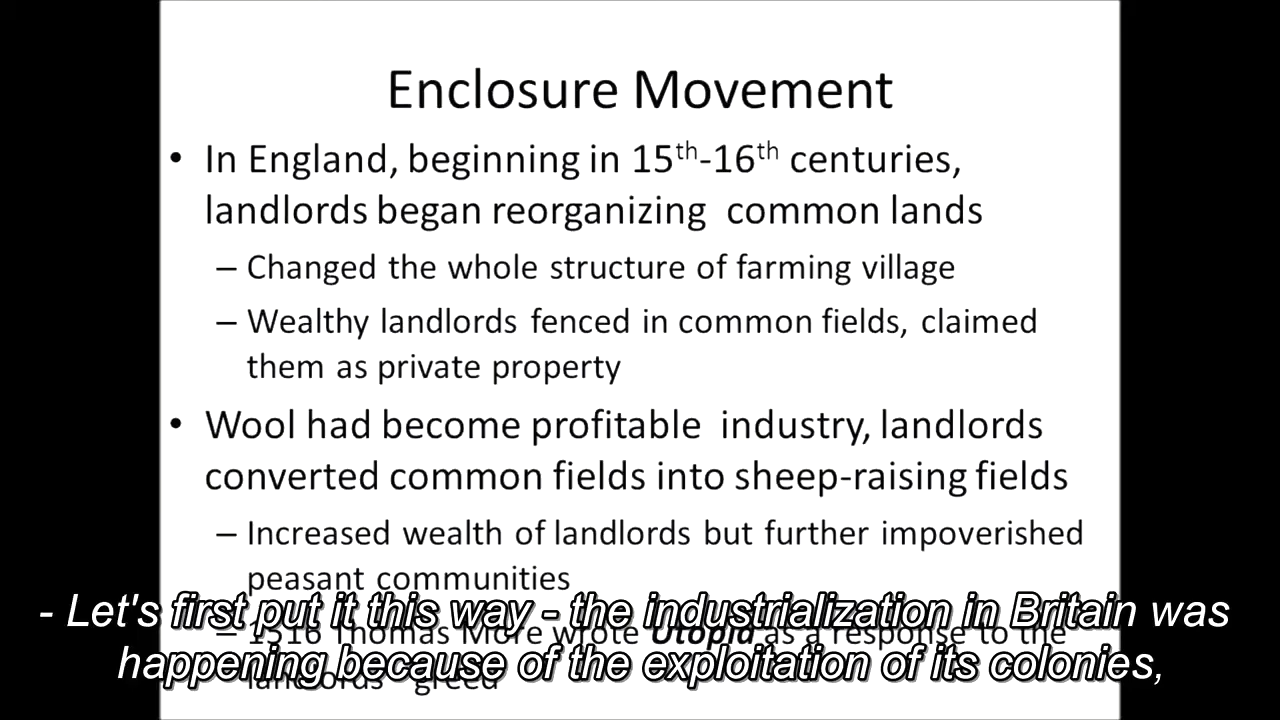 Enclosure Movement
• In England, beginning in 15th-16th centuries,
landlords began reorganizing common lands
– Changed the whole structure of farming village
– Wealthy landlords fenced in common fields, claimed
them as private property
• Wool had become profitable industry, landlords
converted common fields into sheep-raising fields
– Increased wealth of landlords but further impoverished
peasant communities
– 1516 Thomas More wrote Utopia as a response to the
landlords' greed
- Let's first put it this way - the industrialization in Britain was
happening because of the exploitation of its colonies,